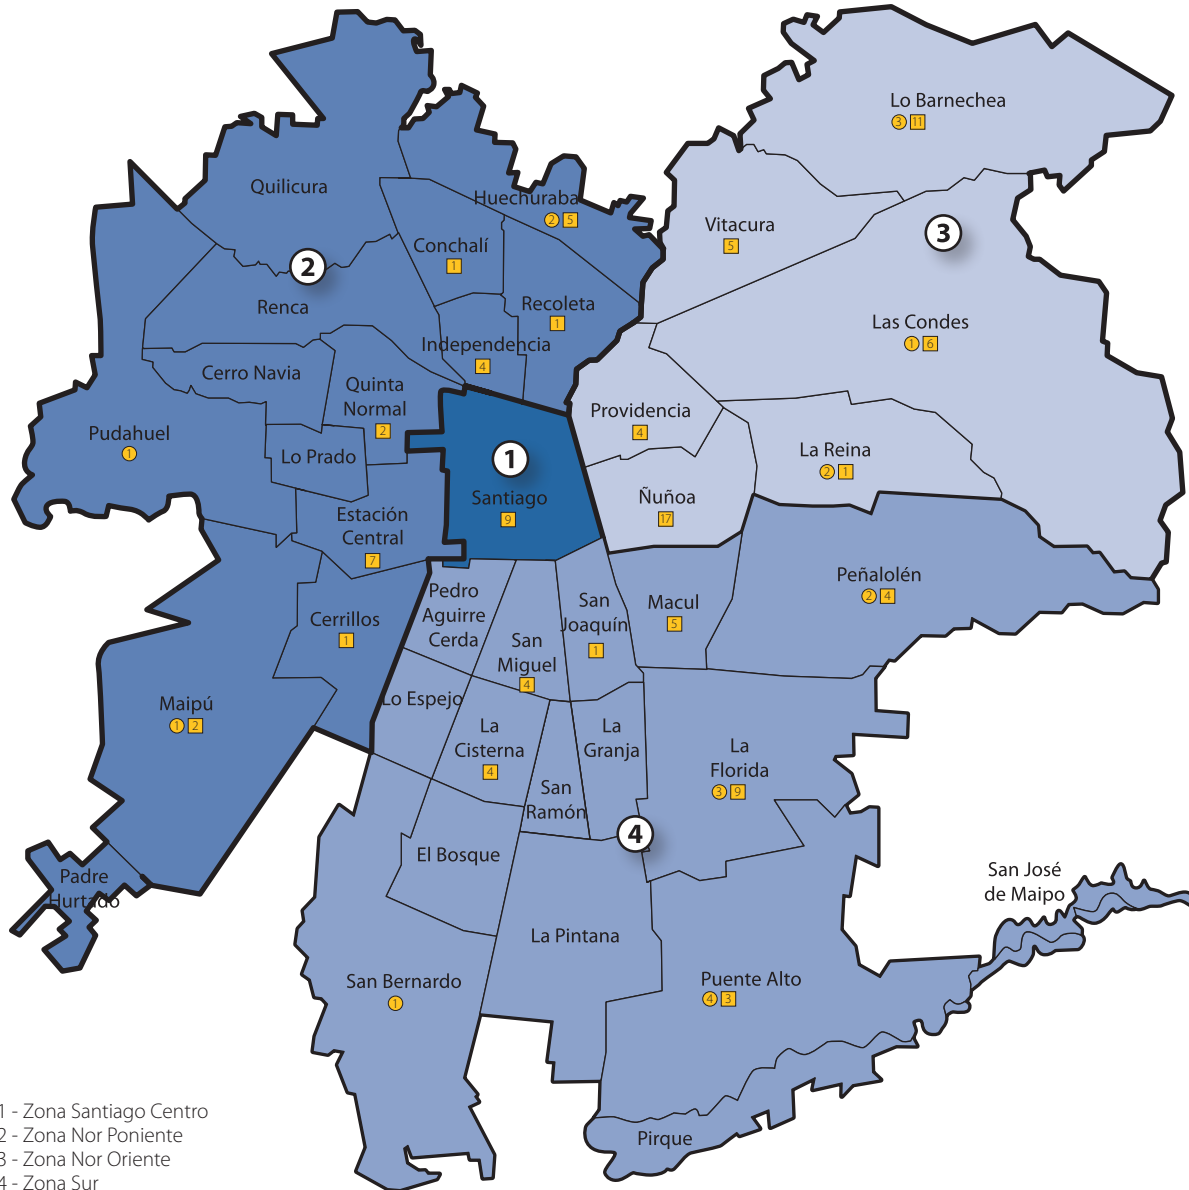 Lo Barnechea
3 11
Quilicura
Huechuraba
2 5
Vitacura
5
3
Conchalí
1
2
Renca
Recoleta
1
Las Condes
1 6
Independencia
4
Cerro Navia
Quinta
Normal
2
Providencia
4
Pudahuel
1
Lo Prado
1
La Reina
2 1
Santiago
9
Ñuñoa
17
Estación
Central
7
Peñalolén
2 4
Pedro
Aguirre
Cerda
San
Joaquín
1
Macul
5
Cerrillos
1
San
Miguel
4
Lo Espejo
Maipú
1 2
La
Cisterna
4
La
Granja
La
Florida
3 9
San
Ramón
4
El Bosque
Padre
Hurtado
San José
de Maipo
La Pintana
San Bernardo
1
Puente Alto
4 3
Pirque
1 - Zona Santiago Centro
2 - Zona Nor Poniente
3 - Zona Nor Oriente
4 - Zona Sur